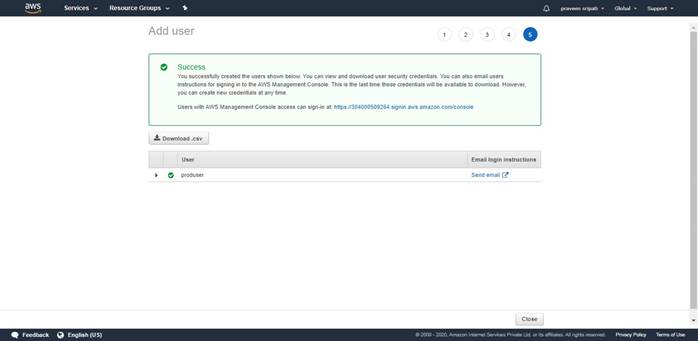 aws Services Resource Groups praveen sripati Global Support
Add user 1 2 3 4 5
Success
You successfully created the users shown below. You can view and download user security credentials. You can also email users
instructions for signing in to the AWS Management Console. This is the last time these credentials will be available to download. However,
you can create new credentials at any time.
Users with AWS Management Console access can sign-in at: https://304000509264.signin.aws.amazon.com/console
Download .csv
User Email login instructions
produser Send email
Close
Feedback English (US) © 2008 - 2020, Amazon Internet Services Private Ltd. or its affiliates. All rights reserved. Privacy Policy Terms of Use